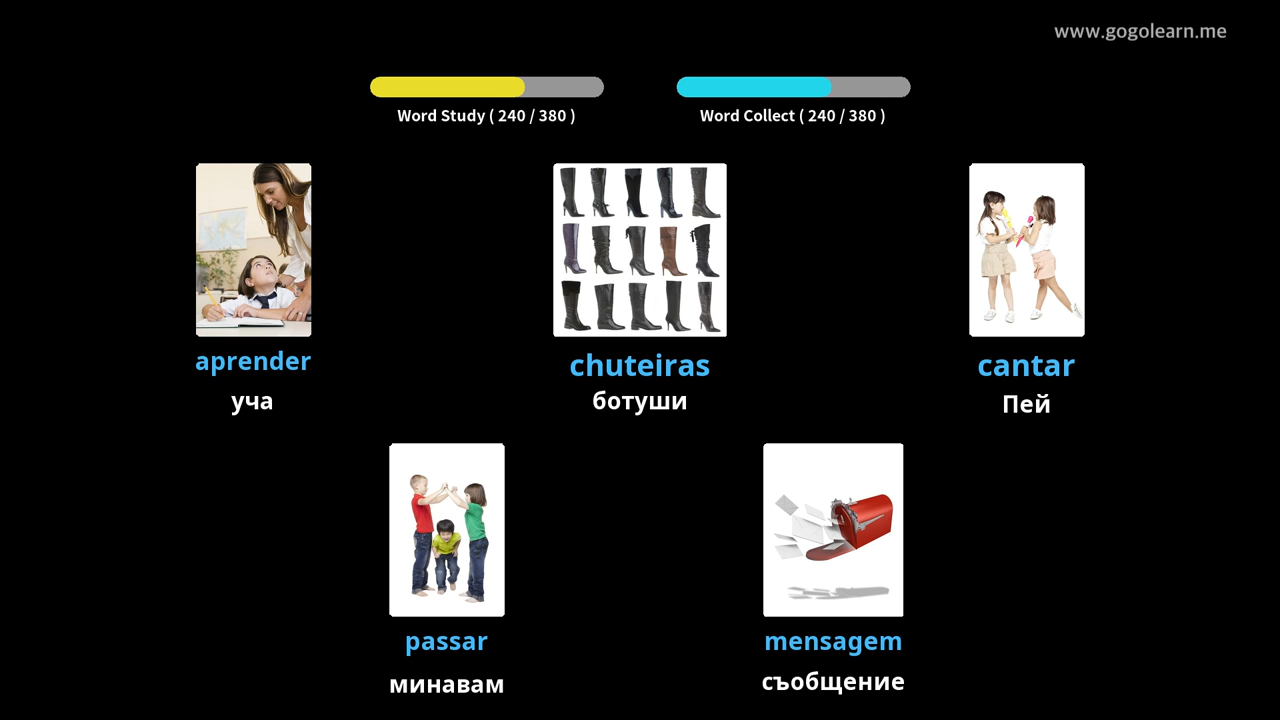 www.gogolearn.me
Word Study ( 240 / 380 )
Word Collect ( 240 / 380 )
aprender
уча
chuteiras
ботуши
cantar
Пей
passar
минавам
mensagem
съобщение